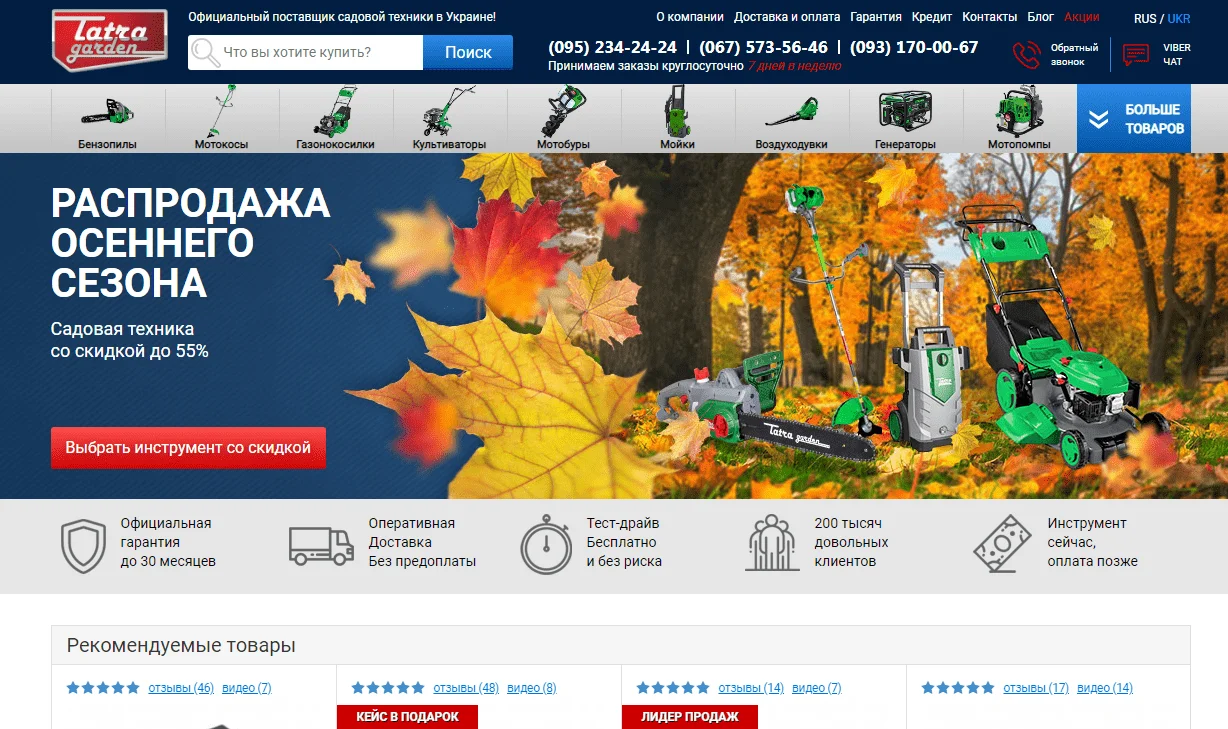 Tatra
garden
Официальный поставщик садовой техники в Украине!
О компании Доставка и оплата Гарантия Кредит Контакты Блог Акции
RUS / UKR
Что вы хотите купить?
Поиск
(095) 234-24-24 | (067) 573-56-46 | (093) 170-00-67
Принимаем заказы круглосуточно 7 дней в неделю
Обратный
звонок
VIBER
ЧАТ
Бензопилы
Мотокосы
Газонокосилки
Культиваторы
Мотобуры
Мойки
Воздуходувки
Генераторы
Мотопомпы
БОЛЬШЕ
ТОВАРОВ
РАСПРОДАЖА
ОСЕННЕГО
СЕЗОНА
Садовая техника
со скидкой до 55%
Выбрать инструмент со скидкой
Tatra garden
Официальная
гарантия
до 30 месяцев
Оперативная
Доставка
Без предоплаты
Тест-драйв
Бесплатно
и без риска
200 тысяч
довольных
клиентов
Инструмент
сейчас,
оплата позже
Рекомендуемые товары
отзывы (46) видео (7)
отзывы (48) видео (8)
КЕЙС В ПОДАРОК
отзывы (14) видео (7)
ЛИДЕР ПРОДАЖ
отзывы (17) видео (14)